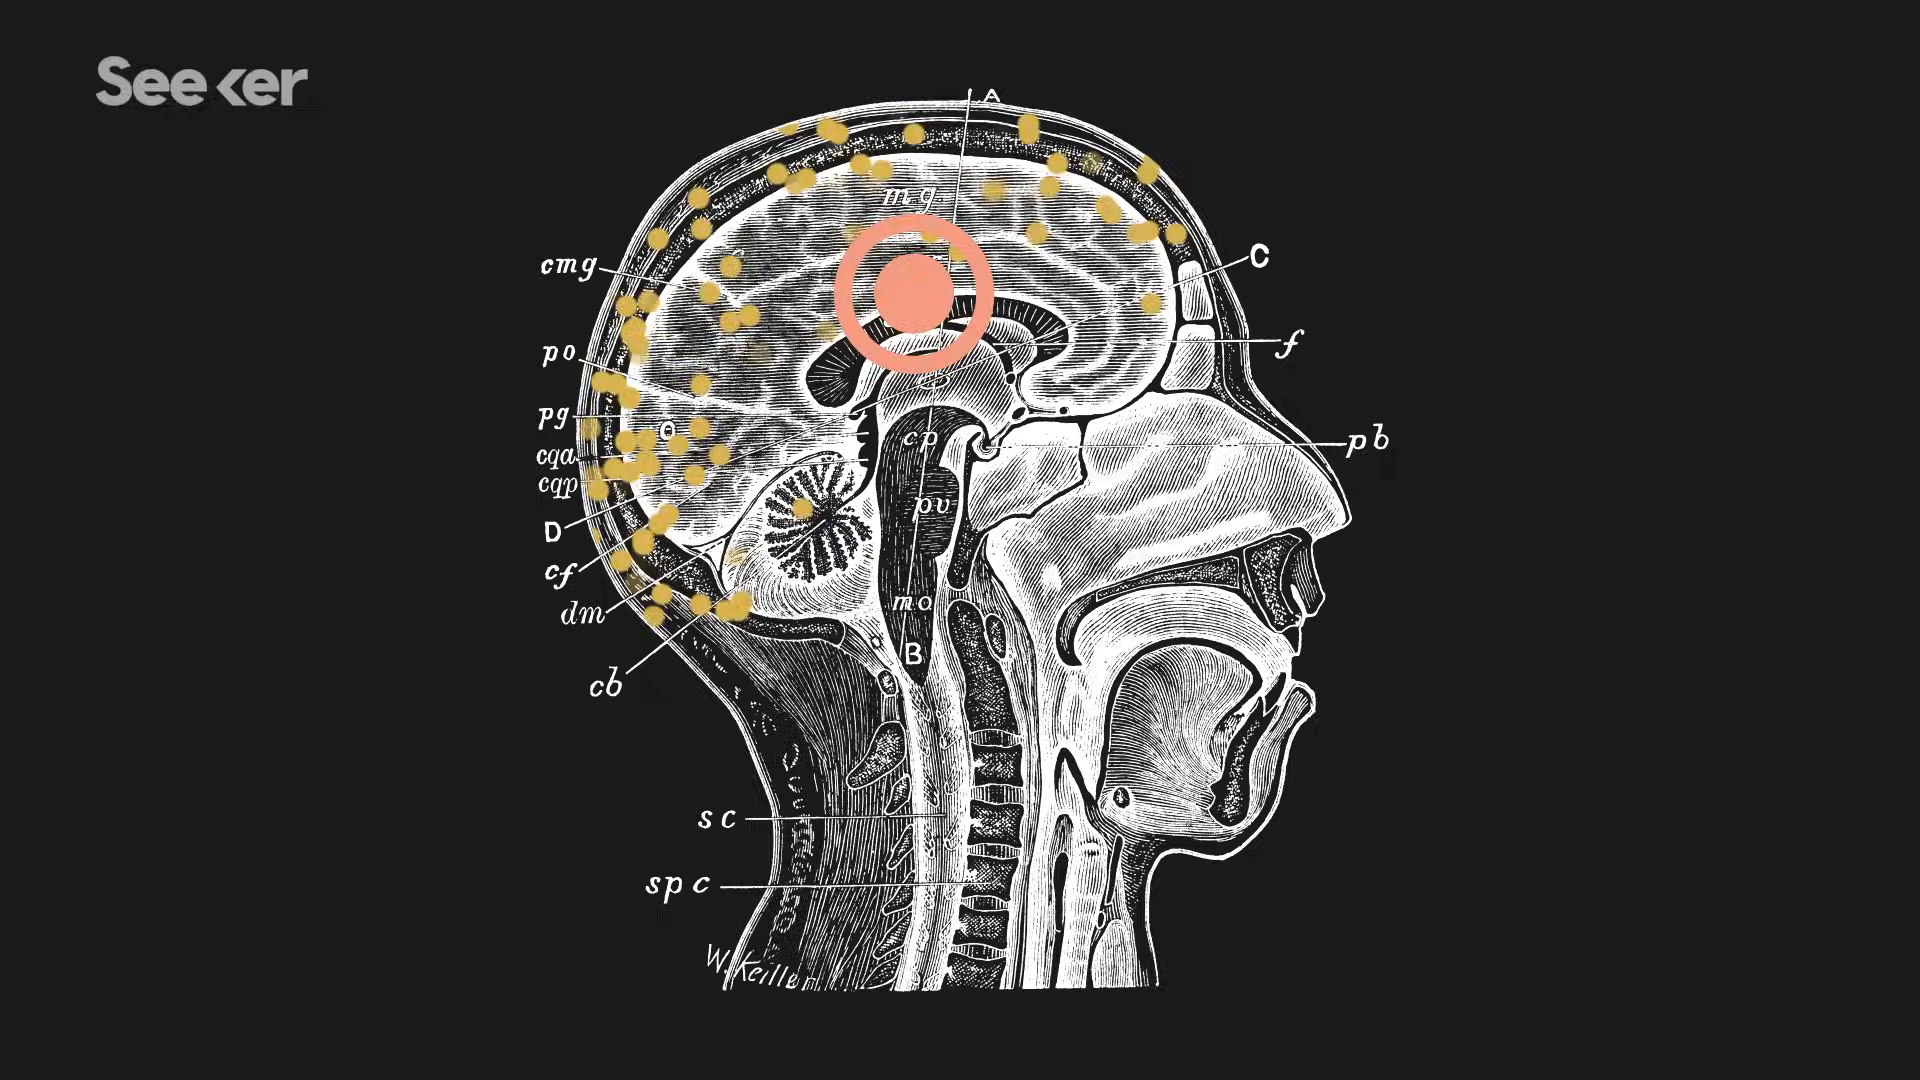 Seeker
A
mg
cmg
C
f
po
pg
O
cp
pb
cqa
cqp
pv
D
cf
mo
dm
B
cb
sc
spc
W. Keiller